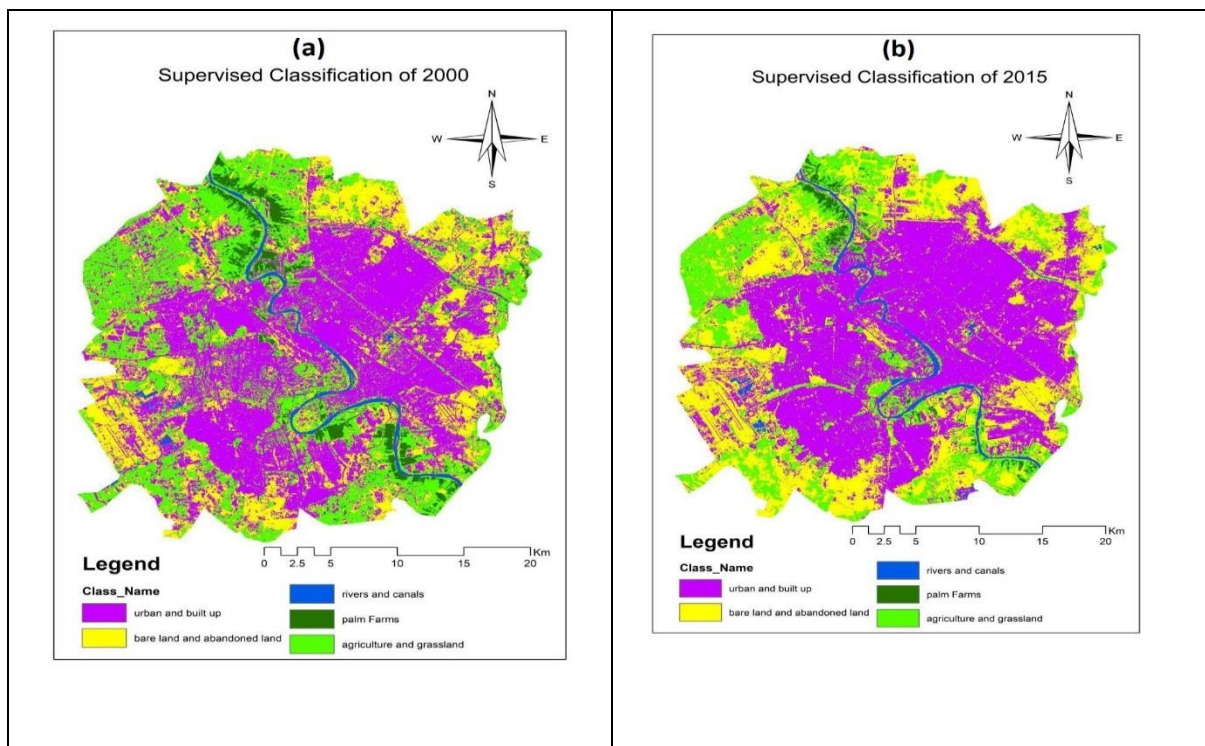 (a)
Supervised Classification of 2000
N
W E
S
Km
0 2.5 5 10 15 20
Legend
Class_Name
urban and built up
bare land and abandoned land
rivers and canals
palm Farms
agriculture and grassland
(b)
Supervised Classification of 2015
N
W E
S
Km
0 2.5 5 10 15 20
Legend
Class_Name
urban and built up
bare land and abandoned land
rivers and canals
palm Farms
agriculture and grassland